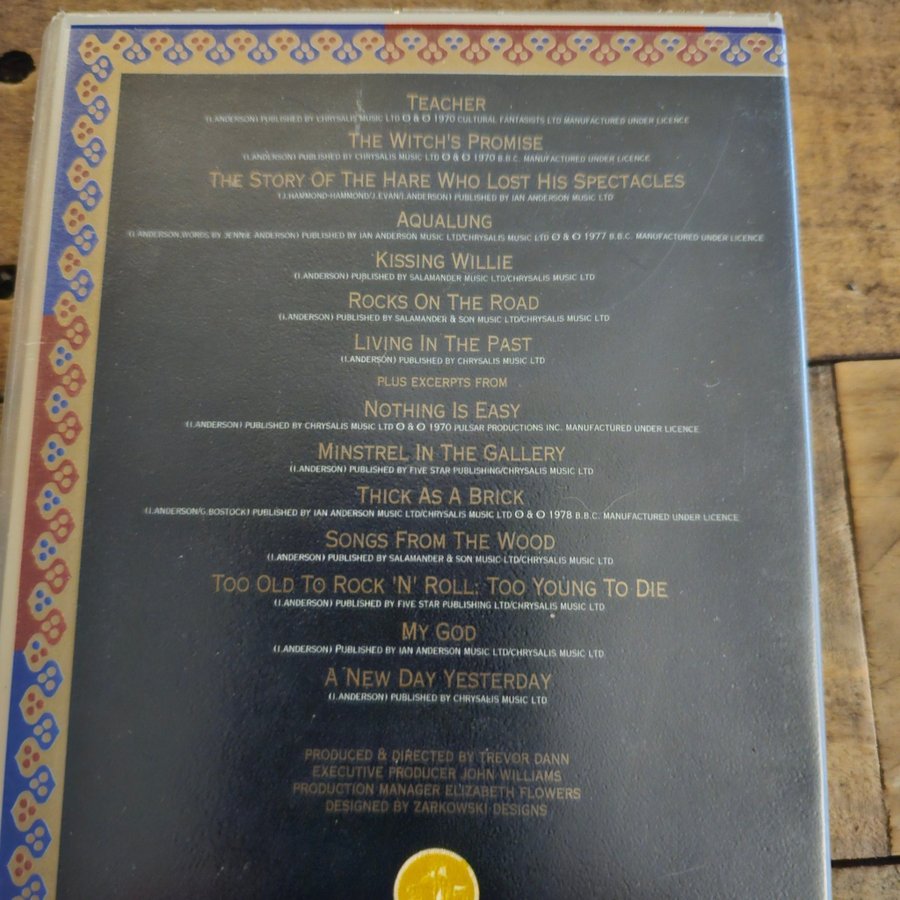 TEACHER
(I.ANDERSON) PUBLISHED BY CHRYSALIS MUSIC LTD ℗ & © 1970 CULTURAL FANTASISTS LTD MANUFACTURED UNDER LICENCE
THE WITCH'S PROMISE
(I.ANDERSON) PUBLISHED BY CHRYSALIS MUSIC LTD ℗ & © 1970 B.B.C. MANUFACTURED UNDER LICENCE
THE STORY OF THE HARE WHO LOST HIS SPECTACLES
(J.HAMMOND-HAMMOND/J.EVAN/I.ANDERSON) PUBLISHED BY IAN ANDERSON MUSIC LTD
AQUALUNG
(I.ANDERSON,WORDS BY JENNIE ANDERSON) PUBLISHED BY IAN ANDERSON MUSIC LTD/CHRYSALIS MUSIC LTD ℗ & © 1977 B.B.C. MANUFACTURED UNDER LICENCE
KISSING WILLIE
(I.ANDERSON) PUBLISHED BY SALAMANDER MUSIC LTD/CHRYSALIS MUSIC LTD
ROCKS ON THE ROAD
(I.ANDERSON) PUBLISHED BY SALAMANDER & SON MUSIC LTD/CHRYSALIS MUSIC LTD
LIVING IN THE PAST
(I.ANDERSON) PUBLISHED BY CHRYSALIS MUSIC LTD
PLUS EXCERPTS FROM
NOTHING IS EASY
(I.ANDERSON) PUBLISHED BY CHRYSALIS MUSIC LTD ℗ & © 1970 PULSAR PRODUCTIONS INC. MANUFACTURED UNDER LICENCE
MINSTREL IN THE GALLERY
(I.ANDERSON) PUBLISHED BY FIVE STAR PUBLISHING/CHRYSALIS MUSIC LTD
THICK AS A BRICK
(I.ANDERSON/G.BOSTOCK) PUBLISHED BY IAN ANDERSON MUSIC LTD/CHRYSALIS MUSIC LTD ℗ & © 1978 B.B.C. MANUFACTURED UNDER LICENCE
SONGS FROM THE WOOD
(I.ANDERSON) PUBLISHED BY SALAMANDER & SON MUSIC LTD/CHRYSALIS MUSIC LTD
TOO OLD TO ROCK 'N' ROLL: TOO YOUNG TO DIE
(I.ANDERSON) PUBLISHED BY FIVE STAR PUBLISHING LTD/CHRYSALIS MUSIC LTD
MY GOD
(I.ANDERSON) PUBLISHED BY IAN ANDERSON MUSIC LTD/CHRYSALIS MUSIC LTD
A NEW DAY YESTERDAY
(I.ANDERSON) PUBLISHED BY CHRYSALIS MUSIC LTD
PRODUCED & DIRECTED BY TREVOR DANN
EXECUTIVE PRODUCER JOHN WILLIAMS
PRODUCTION MANAGER ELIZABETH FLOWERS
DESIGNED BY ZARKOWSKI DESIGNS